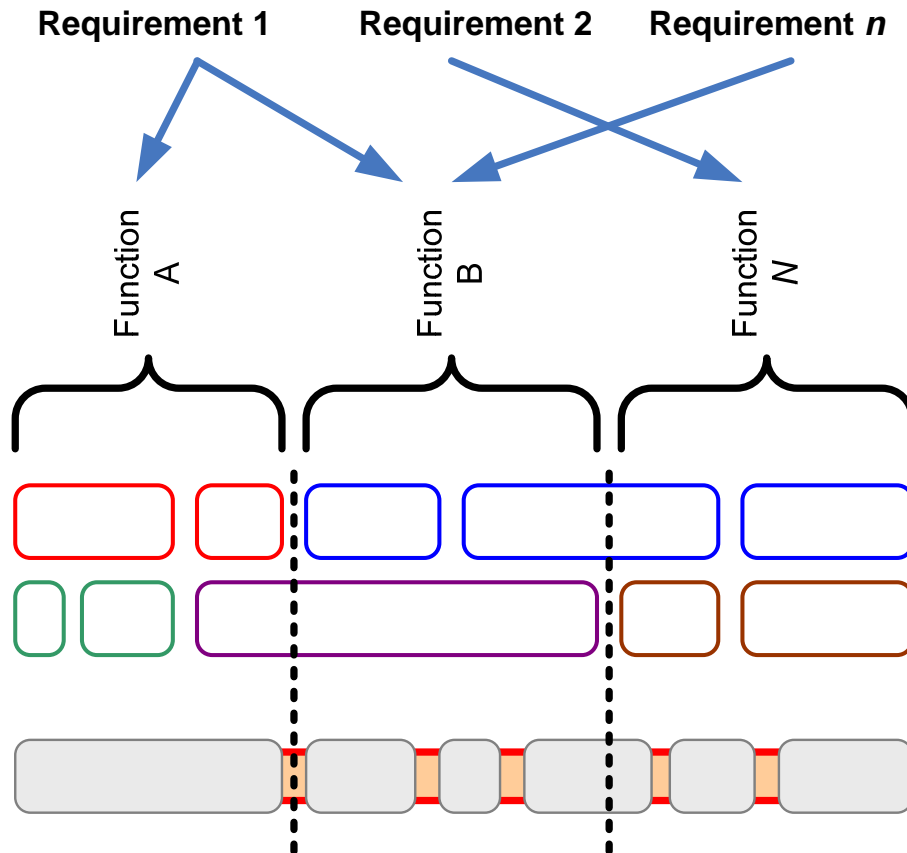 Requirement 1
Requirement 2
Requirement n
Function
A
Function
B
Function
N